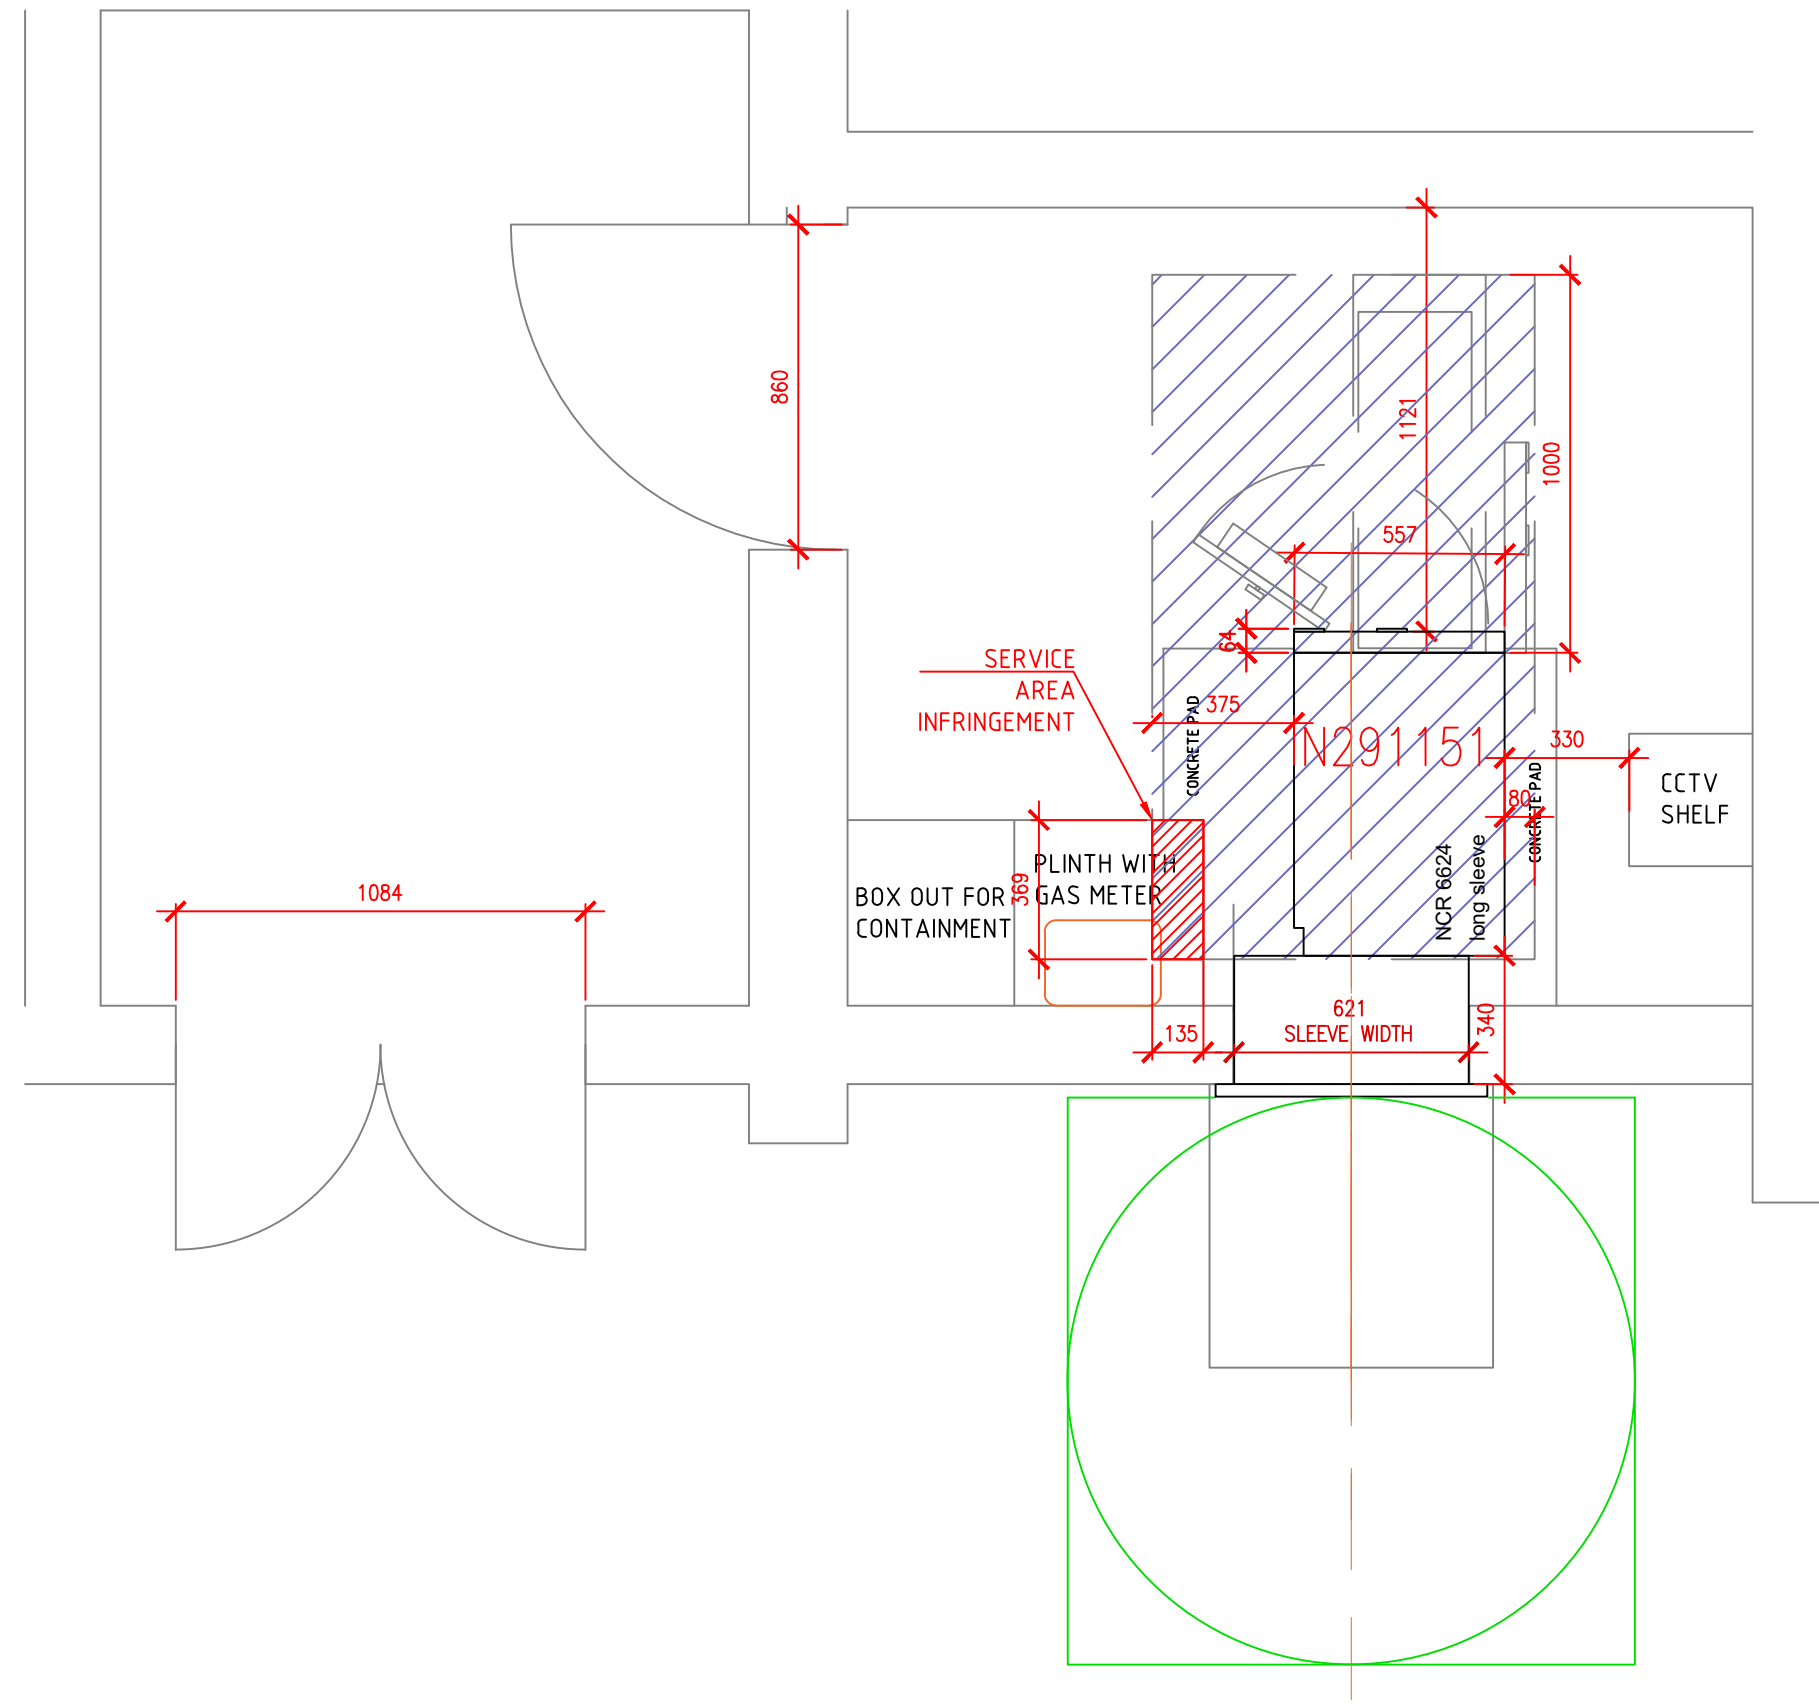 860
1121
1000
557
64
SERVICE
AREA
INFRINGEMENT
375
CONCRETE PAD
IN291151
330
CCTV
SHELF
80
CONCRETE PAD
NCR 6624
long sleeve
PLINTH WITH
GAS METER
369
BOX OUT FOR
CONTAINMENT
1084
621
SLEEVE WIDTH
340
135